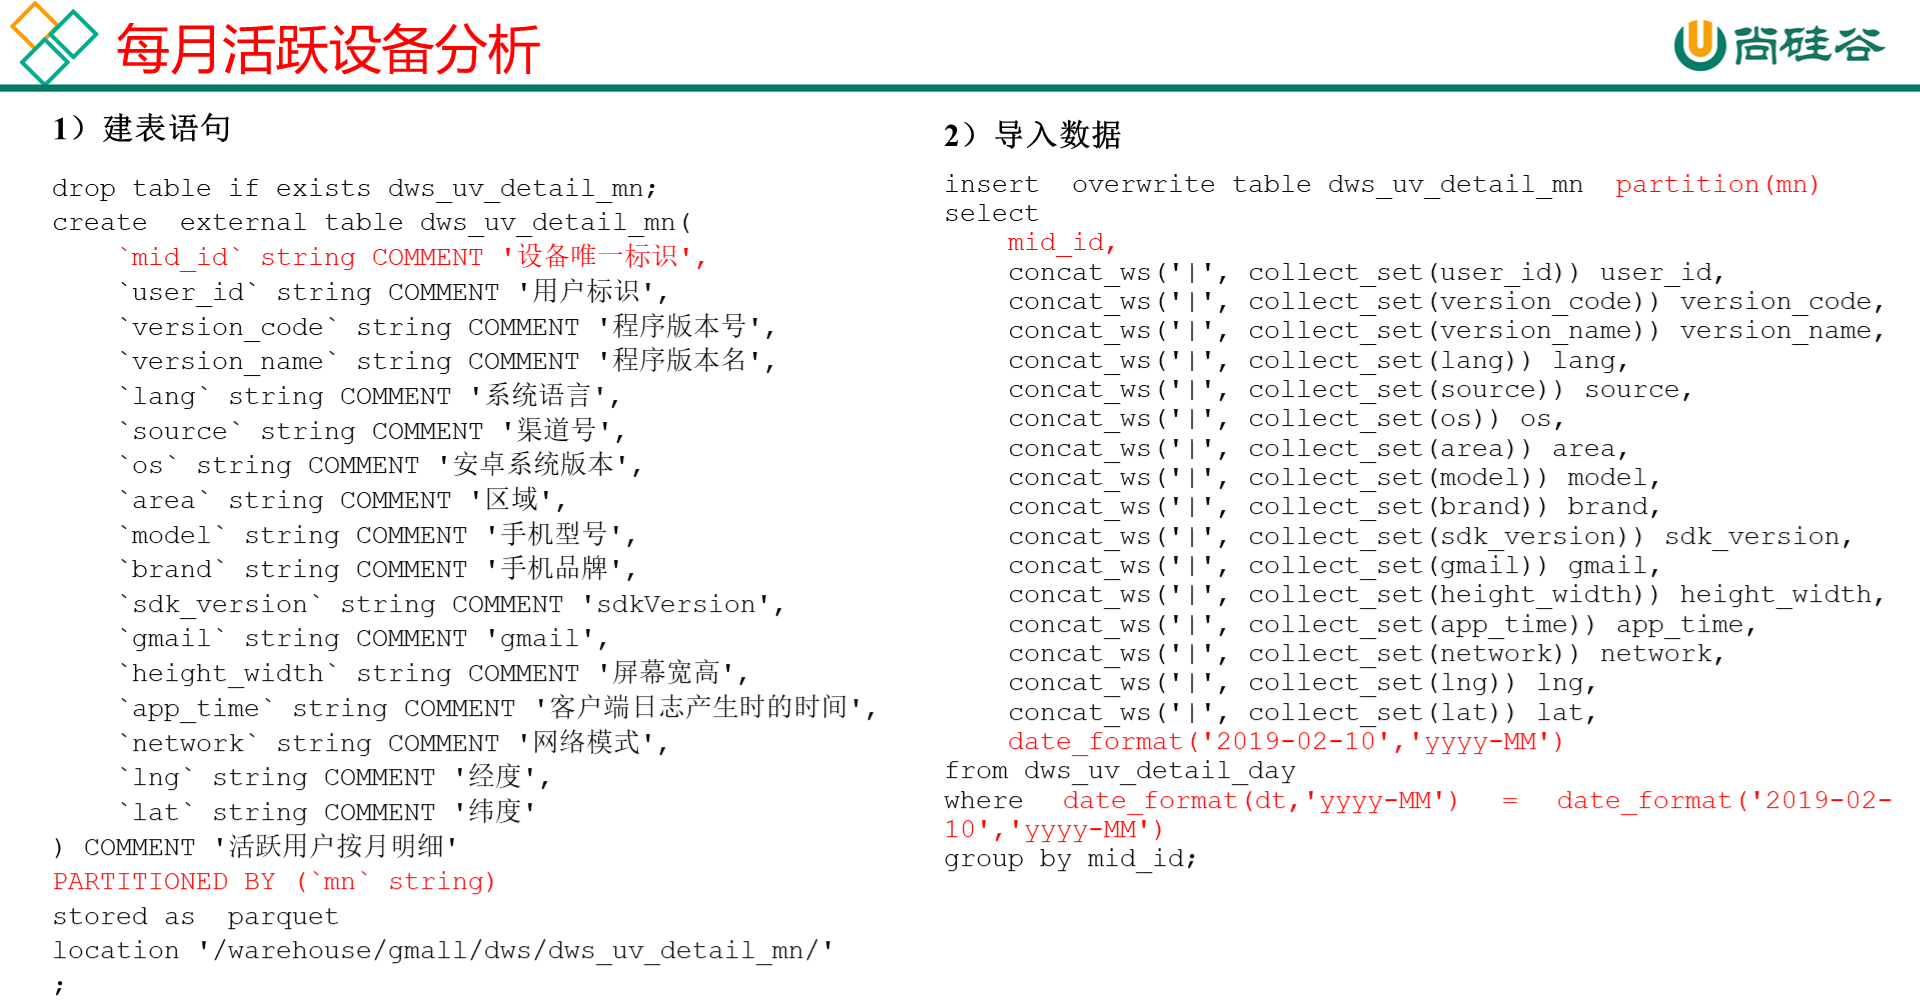 每月活跃设备分析
尚硅谷
1）建表语句
drop table if exists dws_uv_detail_mn;
create  external table dws_uv_detail_mn(
    `mid_id` string COMMENT '设备唯一标识',
    `user_id` string COMMENT '用户标识',
    `version_code` string COMMENT '程序版本号',
    `version_name` string COMMENT '程序版本名',
    `lang` string COMMENT '系统语言',
    `source` string COMMENT '渠道号',
    `os` string COMMENT '安卓系统版本',
    `area` string COMMENT '区域',
    `model` string COMMENT '手机型号',
    `brand` string COMMENT '手机品牌',
    `sdk_version` string COMMENT 'sdkVersion',
    `gmail` string COMMENT 'gmail',
    `height_width` string COMMENT '屏幕宽高',
    `app_time` string COMMENT '客户端日志产生时的时间',
    `network` string COMMENT '网络模式',
    `lng` string COMMENT '经度',
    `lat` string COMMENT '纬度'
) COMMENT '活跃用户按月明细'
PARTITIONED BY (`mn` string)
stored as  parquet
location '/warehouse/gmall/dws/dws_uv_detail_mn/'
;
2）导入数据
insert  overwrite table dws_uv_detail_mn  partition(mn)
select
    mid_id,
    concat_ws('|', collect_set(user_id)) user_id,
    concat_ws('|', collect_set(version_code)) version_code,
    concat_ws('|', collect_set(version_name)) version_name,
    concat_ws('|', collect_set(lang)) lang,
    concat_ws('|', collect_set(source)) source,
    concat_ws('|', collect_set(os)) os,
    concat_ws('|', collect_set(area)) area,
    concat_ws('|', collect_set(model)) model,
    concat_ws('|', collect_set(brand)) brand,
    concat_ws('|', collect_set(sdk_version)) sdk_version,
    concat_ws('|', collect_set(gmail)) gmail,
    concat_ws('|', collect_set(height_width)) height_width,
    concat_ws('|', collect_set(app_time)) app_time,
    concat_ws('|', collect_set(network)) network,
    concat_ws('|', collect_set(lng)) lng,
    concat_ws('|', collect_set(lat)) lat,
    date_format('2019-02-10','yyyy-MM')
from dws_uv_detail_day
where  date_format(dt,'yyyy-MM')  =  date_format('2019-02-
10','yyyy-MM')
group by mid_id;